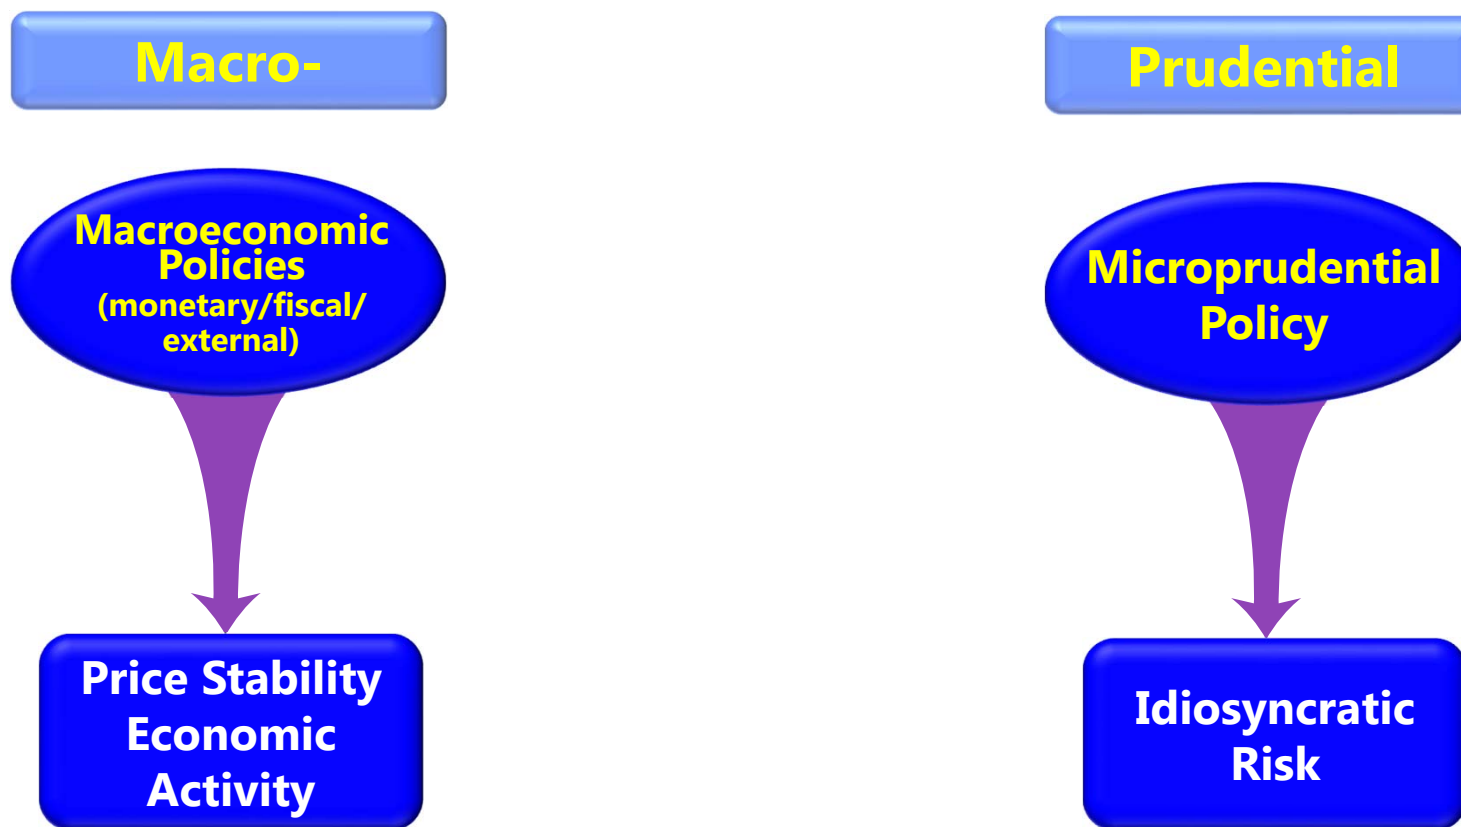 Macro-
Prudential
Macroeconomic
Policies
(monetary/fiscal/
external)
Microprudential
Policy
Price Stability
Economic
Activity
Idiosyncratic
Risk